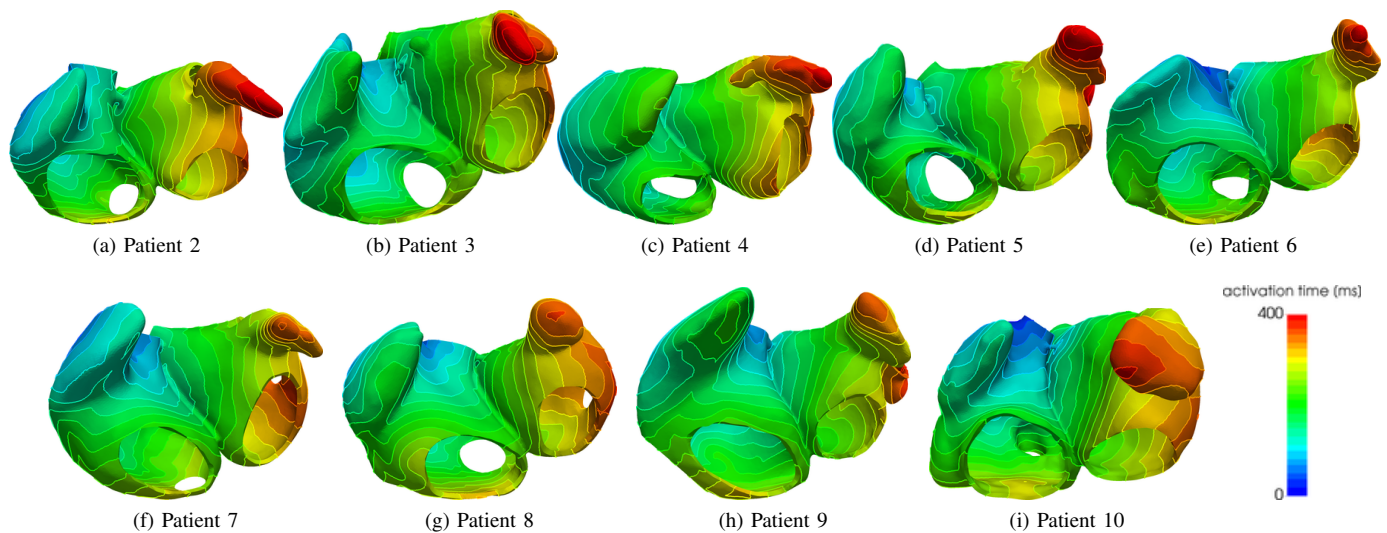 (a) Patient 2
(b) Patient 3
(c) Patient 4
(d) Patient 5
(e) Patient 6
activation time (ms)
400
0
(f) Patient 7
(g) Patient 8
(h) Patient 9
(i) Patient 10